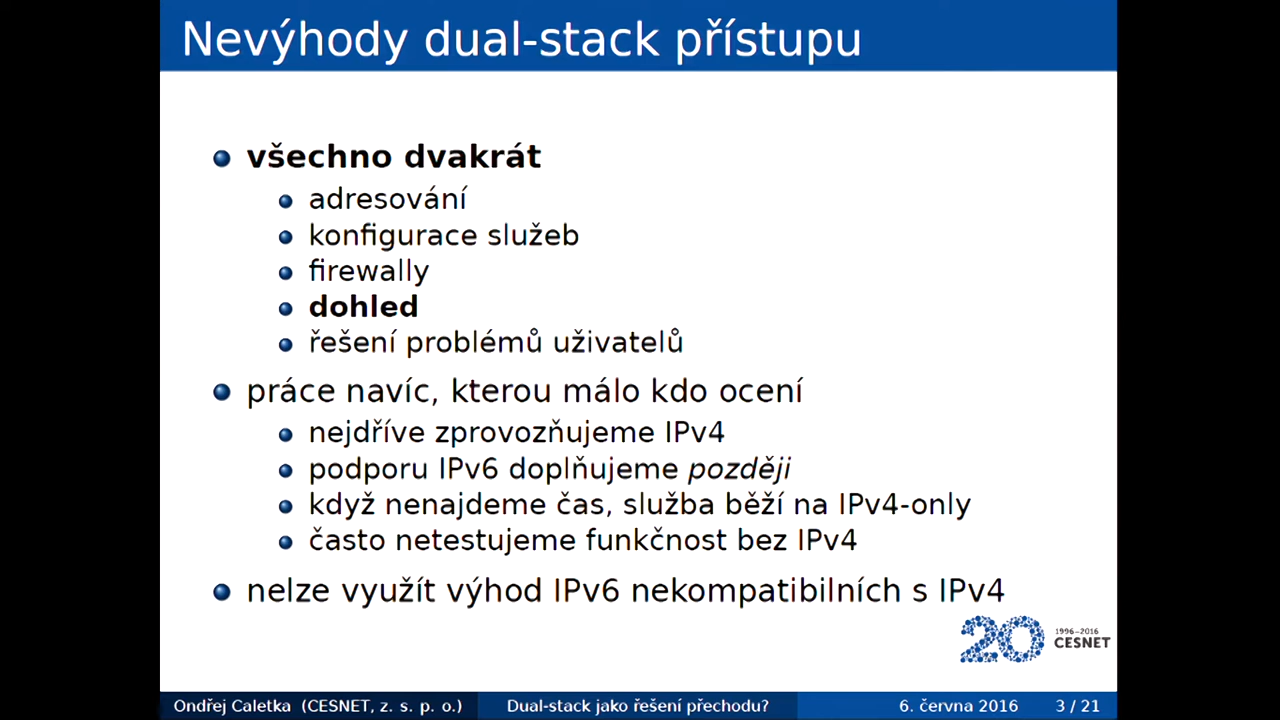 Nevýhody dual-stack přístupu
všechno dvakrát
adresování
konfigurace služeb
firewally
dohled
řešení problémů uživatelů
práce navíc, kterou málo kdo ocení
nejdříve zprovozňujeme IPv4
podporu IPv6 doplňujeme později
když nenajdeme čas, služba běží na IPv4-only
často netestujeme funkčnost bez IPv4
nelze využít výhod IPv6 nekompatibilních s IPv4
20
1996–2016
CESNET
Ondřej Caletka (CESNET, z. s. p. o.) Dual-stack jako řešení přechodu? 6. června 2016 3 / 21